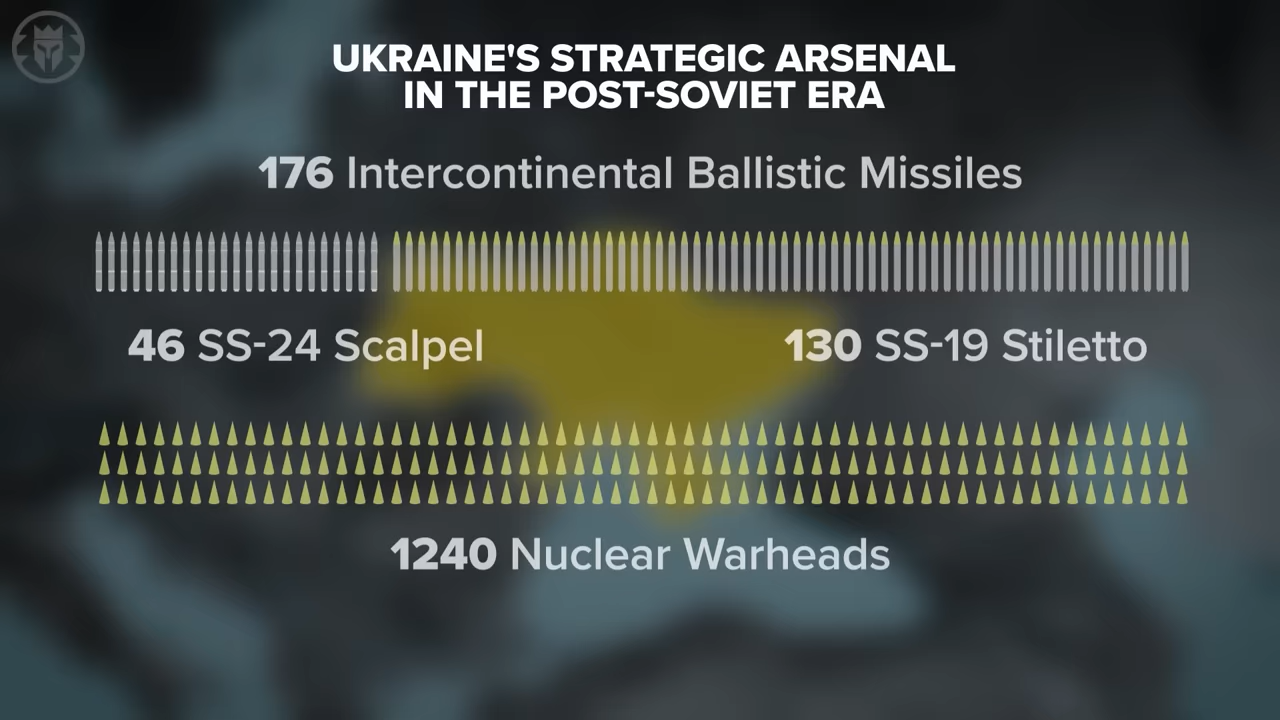 UKRAINE'S STRATEGIC ARSENAL
IN THE POST-SOVIET ERA
176 Intercontinental Ballistic Missiles
46 SS-24 Scalpel
130 SS-19 Stiletto
1240 Nuclear Warheads